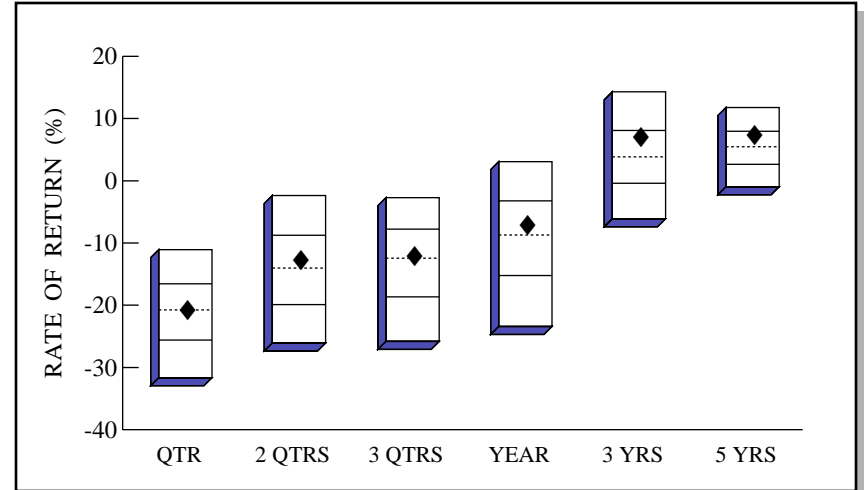 RATE OF RETURN (%)
20
10
0
-10
-20
-30
-40
QTR
2 QTRS
3 QTRS
YEAR
3 YRS
5 YRS